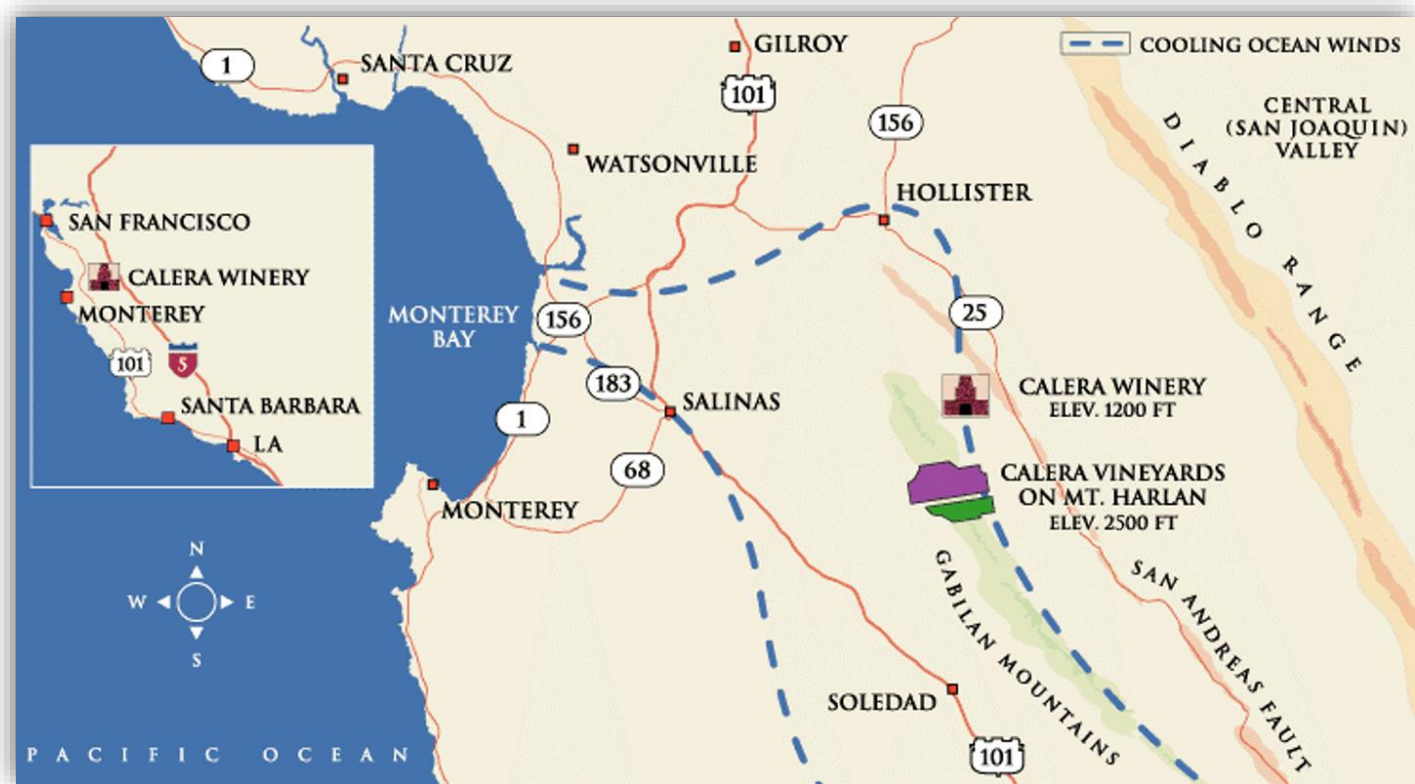 COOLING OCEAN WINDS
1
SANTA CRUZ
GILROY
101
CENTRAL
(SAN JOAQUIN)
VALLEY
156
DIABLO RANGE
WATSONVILLE
HOLLISTER
SAN FRANCISCO
CALERA WINERY
MONTEREY
101
5
SANTA BARBARA
LA
MONTEREY
BAY
156
25
183
SALINAS
CALERA WINERY
ELEV. 1200 FT
1
68
CALERA VINEYARDS
ON MT. HARLAN
ELEV. 2500 FT
MONTEREY
N
W E
S
GABILAN MOUNTAINS
SAN ANDREAS FAULT
SOLEDAD
101
PACIFIC OCEAN